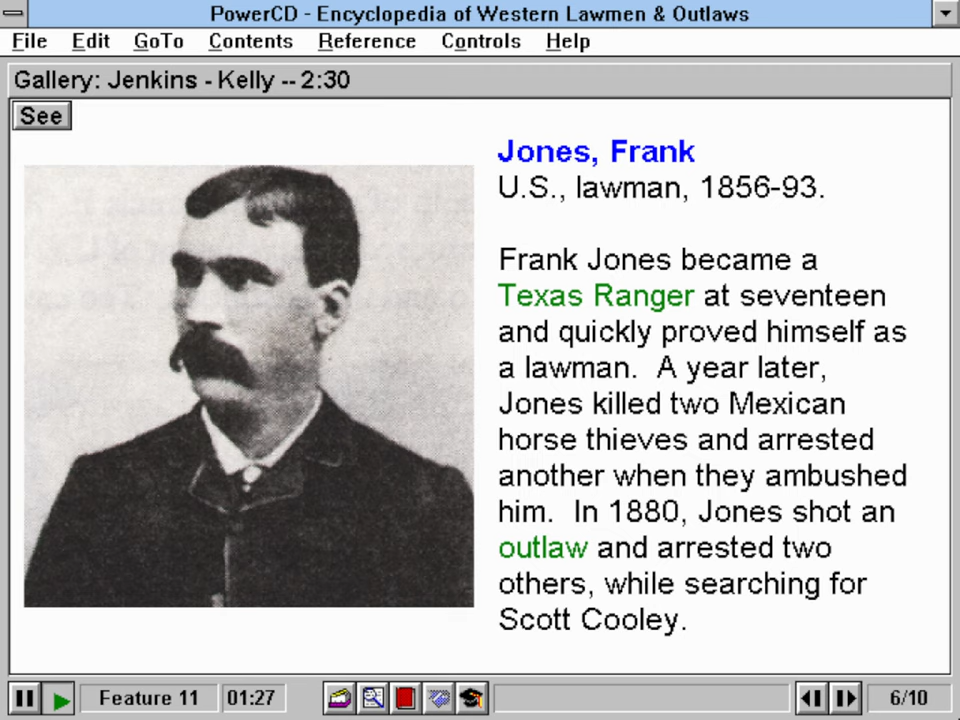 PowerCD - Encyclopedia of Western Lawmen & Outlaws
File Edit GoTo Contents Reference Controls Help
Gallery: Jenkins - Kelly -- 2:30
See
Jones, Frank
U.S., lawman, 1856-93.
Frank Jones became a
Texas Ranger at seventeen
and quickly proved himself as
a lawman.  A year later,
Jones killed two Mexican
horse thieves and arrested
another when they ambushed
him.  In 1880, Jones shot an
outlaw and arrested two
others, while searching for
Scott Cooley.
Feature 11 01:27 6/10